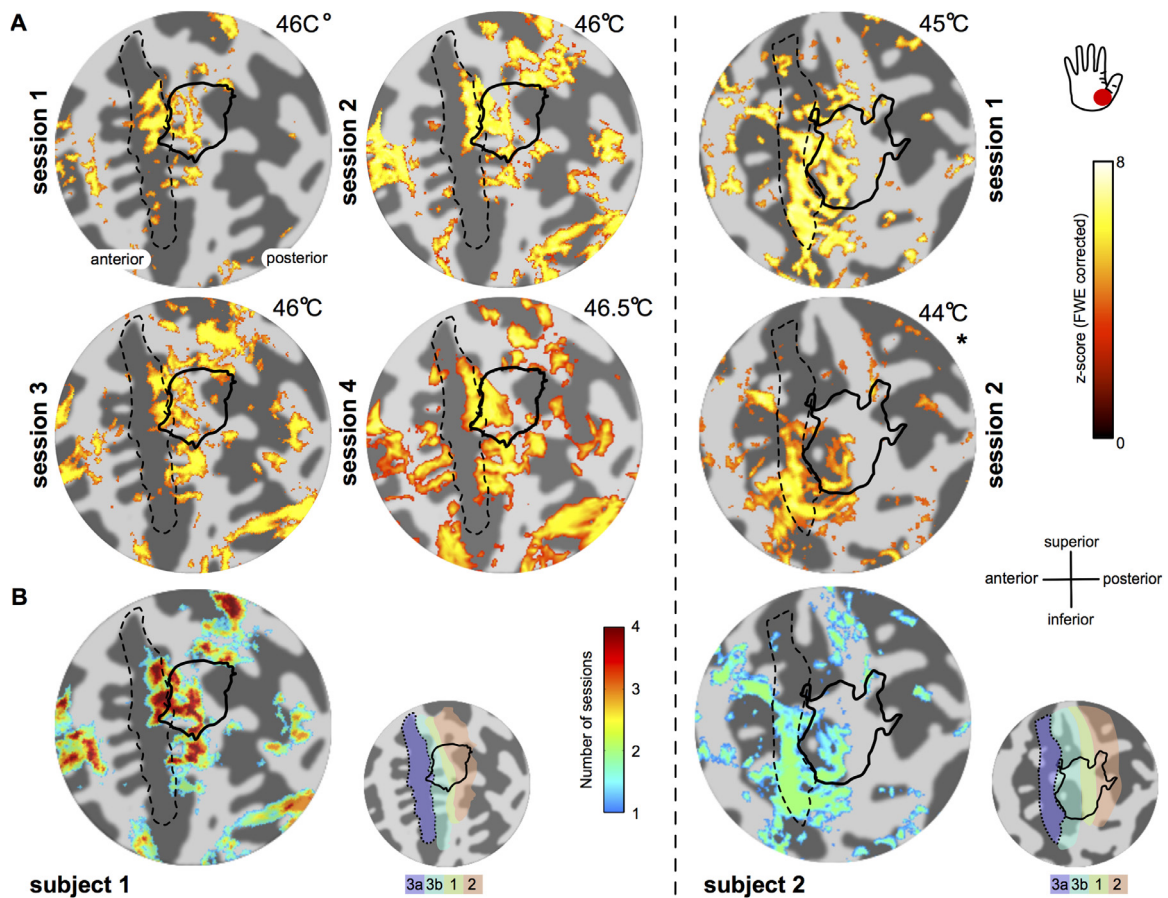 A
46C°
46°C
45°C
session 1
session 2
session 1
anterior
posterior
8
z-score (FWE corrected)
0
46°C
46.5°C
44°C
*
session 3
session 4
session 2
superior
anterior
posterior
inferior
B
4
3
2
1
Number of sessions
subject 1
3a 3b 1 2
subject 2
3a 3b 1 2